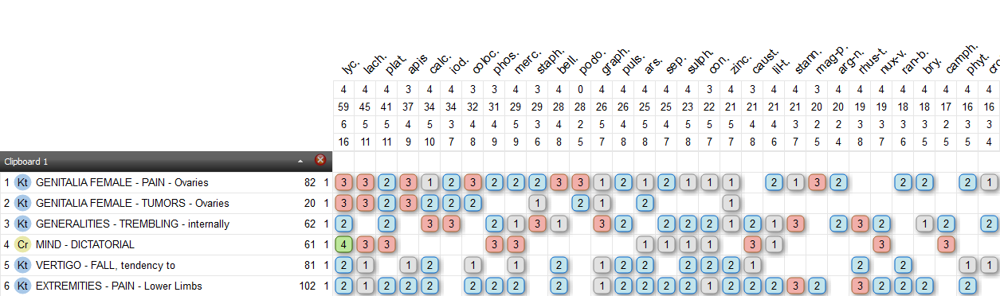 lyc. lach. plat. apis calc. iod. coloc. phos. merc. staph. bell. podo. graph. puls. ars. sep. sulph. con. zinc. caust. lil-t. stann. mag-p. arg-n. rhus-t. nux-v. ran-b. bry. camph. phyt.
4 4 4 3 4 4 3 3 4 3 4 0 4 4 4 4 4 3 4 3 4 4 3 4 4 4 4 3 4 4 4
59 45 41 37 34 34 32 31 29 29 28 28 26 26 25 25 23 22 21 21 21 21 20 20 19 19 18 18 17 16 16
6 5 5 4 5 3 4 4 5 3 4 2 5 4 5 4 5 5 5 4 4 3 2 2 3 3 3 3 2 3 3
16 11 11 9 10 7 8 9 9 6 8 5 8 8 8 7 8 7 8 8 6 7 5 4 8 7 6 5 5 5 4
Clipboard 1
1 Kt GENITALIA FEMALE - PAIN - Ovaries 82 1 3 3 2 3 1 2 3 2 2 2 3 3 1 2 1 2 1 1 1 2 1 3 2 2 2 2 1
2 Kt GENITALIA FEMALE - TUMORS - Ovaries 20 1 3 3 2 3 2 2 2 1 2 1 2 1
3 Kt GENERALITIES - TREMBLING - internally 62 1 2 2 3 3 2 1 3 1 3 2 2 2 2 2 2 1 3 2 3 2 1 2 2 2
4 Cr MIND - DICTATORIAL 61 1 4 3 3 3 3 1 1 1 1 3 1 3 3
5 Kt VERTIGO - FALL, tendency to 81 1 2 1 1 2 1 1 2 2 2 2 2 2 2 1 2 2 1 1
6 Kt EXTREMITIES - PAIN - Lower Limbs 102 1 2 1 2 2 2 2 2 2 2 1 2 2 2 2 1 2 2 2 3 2 3 2 2 2 2